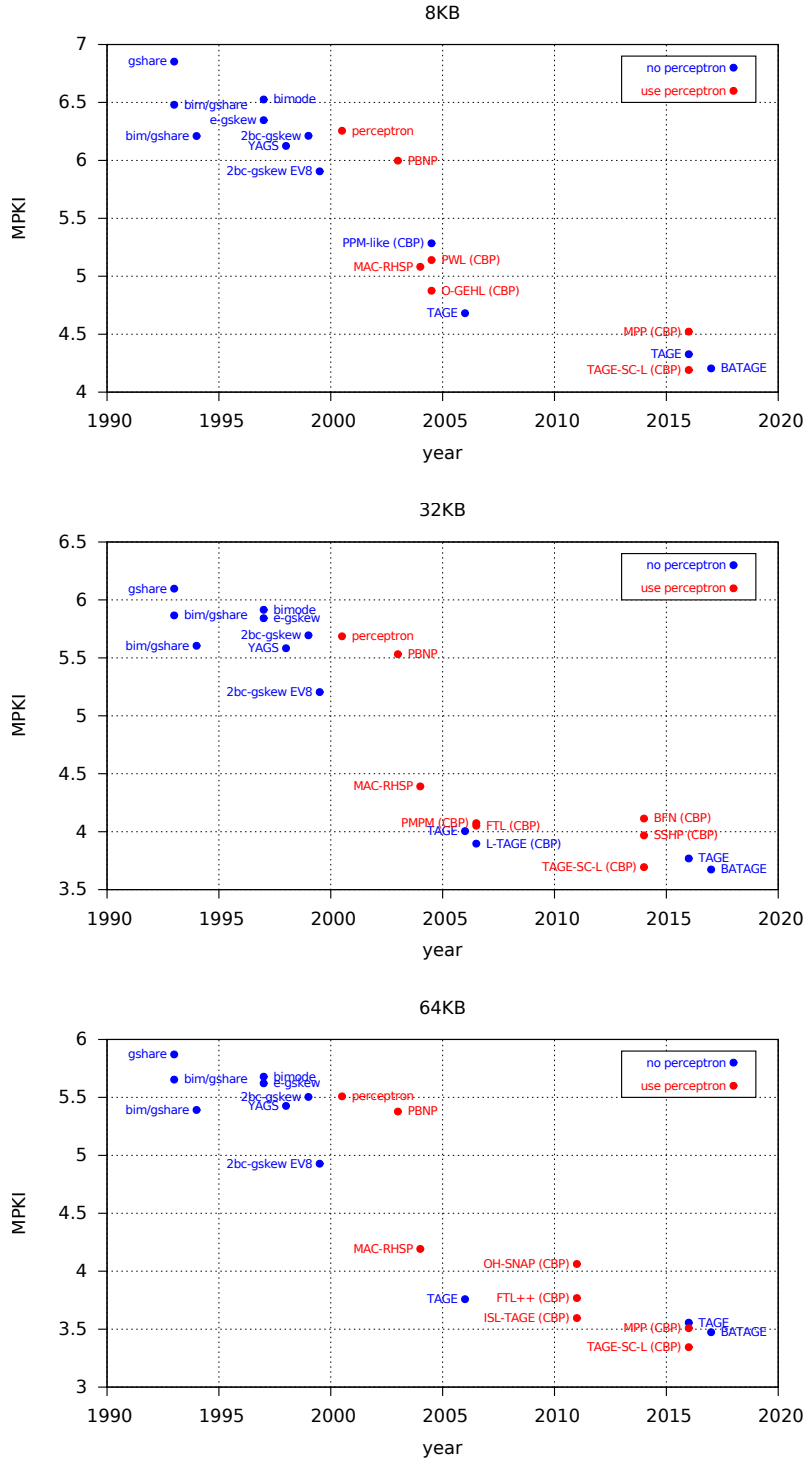 8KB
7
6.5
6
5.5
5
4.5
4
MPKI
gshare
bim/gshare
bimode
e-gskew
bim/gshare
2bc-gskew
YAGS
2bc-gskew EV8
perceptron
PBNP
PPM-like (CBP)
PWL (CBP)
MAC-RHSP
O-GEHL (CBP)
TAGE
MPP (CBP)
TAGE
TAGE-SC-L (CBP)
BATAGE
no perceptron
use perceptron
1990 1995 2000 2005 2010 2015 2020
year
32KB
6.5
6
5.5
5
4.5
4
3.5
MPKI
gshare
bim/gshare
bimode
e-gskew
bim/gshare
2bc-gskew
YAGS
2bc-gskew EV8
perceptron
PBNP
MAC-RHSP
PMPM (CBP)
FTL (CBP)
TAGE
L-TAGE (CBP)
BFN (CBP)
SSHP (CBP)
TAGE-SC-L (CBP)
TAGE
BATAGE
no perceptron
use perceptron
1990 1995 2000 2005 2010 2015 2020
year
64KB
6
5.5
5
4.5
4
3.5
3
MPKI
gshare
bim/gshare
bimode
e-gskew
bim/gshare
2bc-gskew
YAGS
2bc-gskew EV8
perceptron
PBNP
MAC-RHSP
TAGE
OH-SNAP (CBP)
FTL++ (CBP)
ISL-TAGE (CBP)
TAGE
MPP (CBP)
BATAGE
TAGE-SC-L (CBP)
no perceptron
use perceptron
1990 1995 2000 2005 2010 2015 2020
year